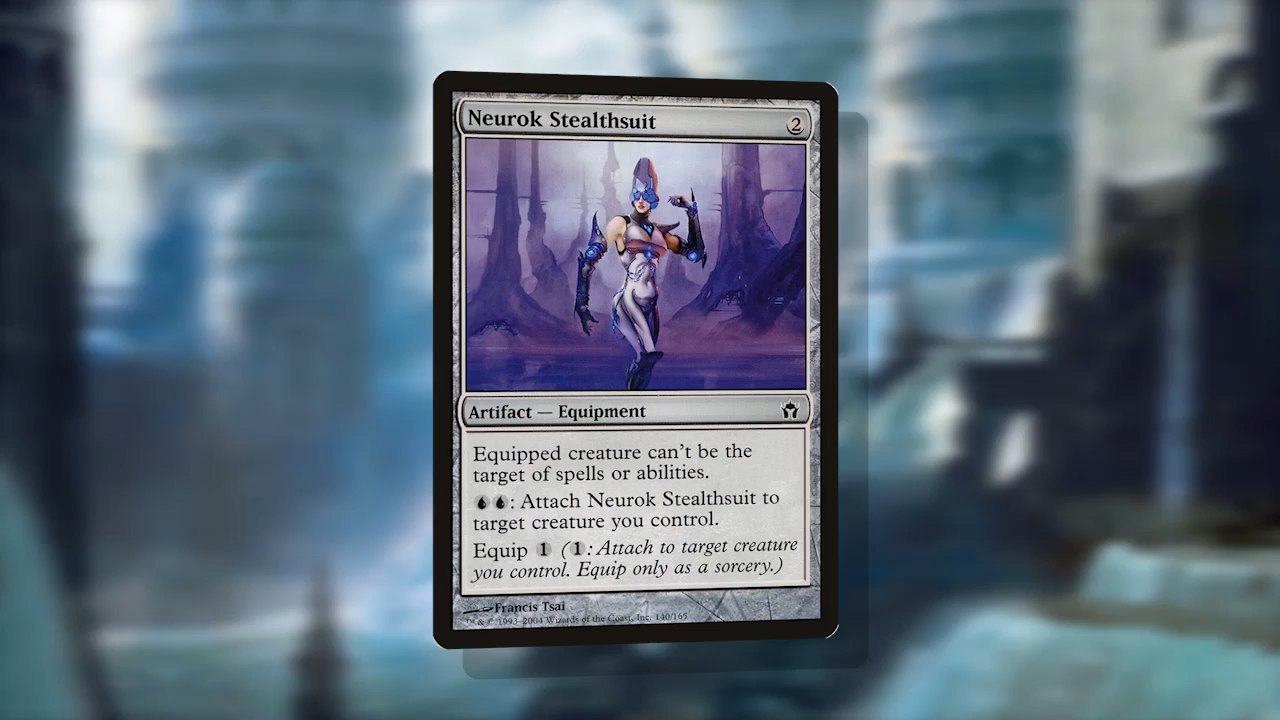 Neurok Stealthsuit 2
Artifact — Equipment
Equipped creature can't be the
target of spells or abilities.
: Attach Neurok Stealthsuit to
target creature you control.
Equip 1 (1: Attach to target creature
you control. Equip only as a sorcery.)
Francis Tsai
™ & © 1993–2004 Wizards of the Coast, Inc. 140/165